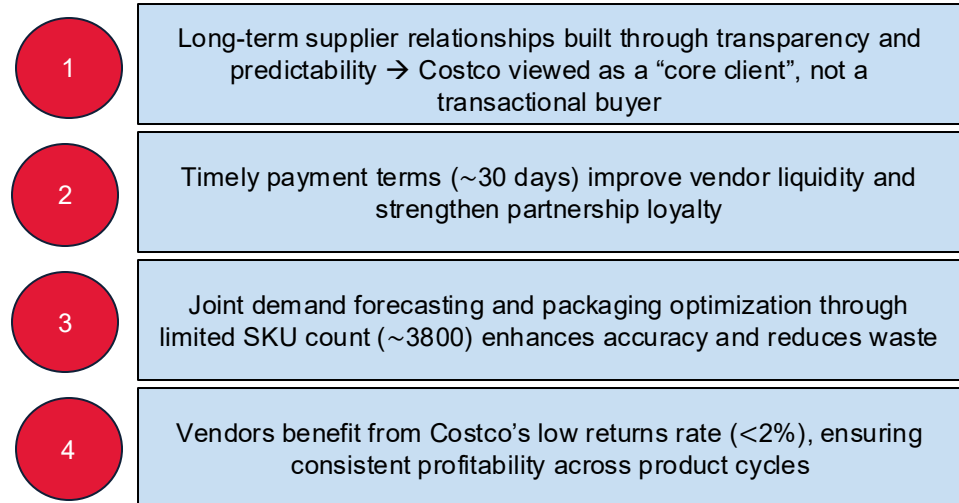 1
Long-term supplier relationships built through transparency and
predictability → Costco viewed as a “core client”, not a
transactional buyer
2
Timely payment terms (~30 days) improve vendor liquidity and
strengthen partnership loyalty
3
Joint demand forecasting and packaging optimization through
limited SKU count (~3800) enhances accuracy and reduces waste
4
Vendors benefit from Costco’s low returns rate (<2%), ensuring
consistent profitability across product cycles